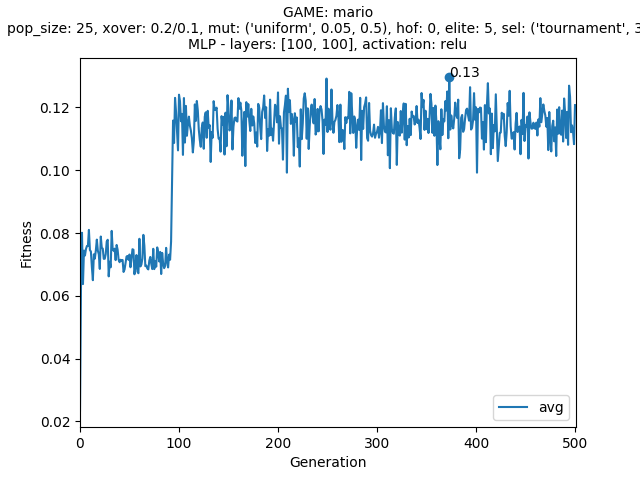 GAME: mario
pop_size: 25, xover: 0.2/0.1, mut: ('uniform', 0.05, 0.5), hof: 0, elite: 5, sel: ('tournament', 3
MLP - layers: [100, 100], activation: relu
0.13
0.12
0.10
0.08
0.06
0.04
0.02
Fitness
avg
0 100 200 300 400 500
Generation